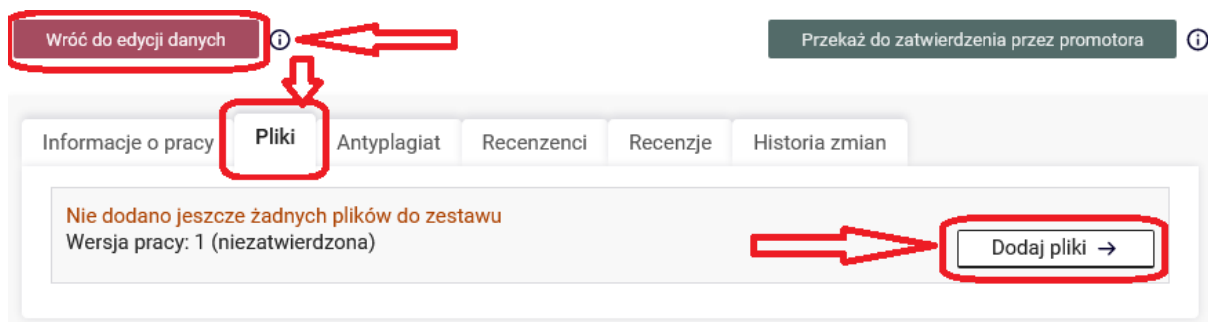 Wróć do edycji danych
Przekaż do zatwierdzenia przez promotora
Informacje o pracy
Pliki
Antyplagiat
Recenzenci
Recenzje
Historia zmian
Nie dodano jeszcze żadnych plików do zestawu
Wersja pracy: 1 (niezatwierdzona)
Dodaj pliki →